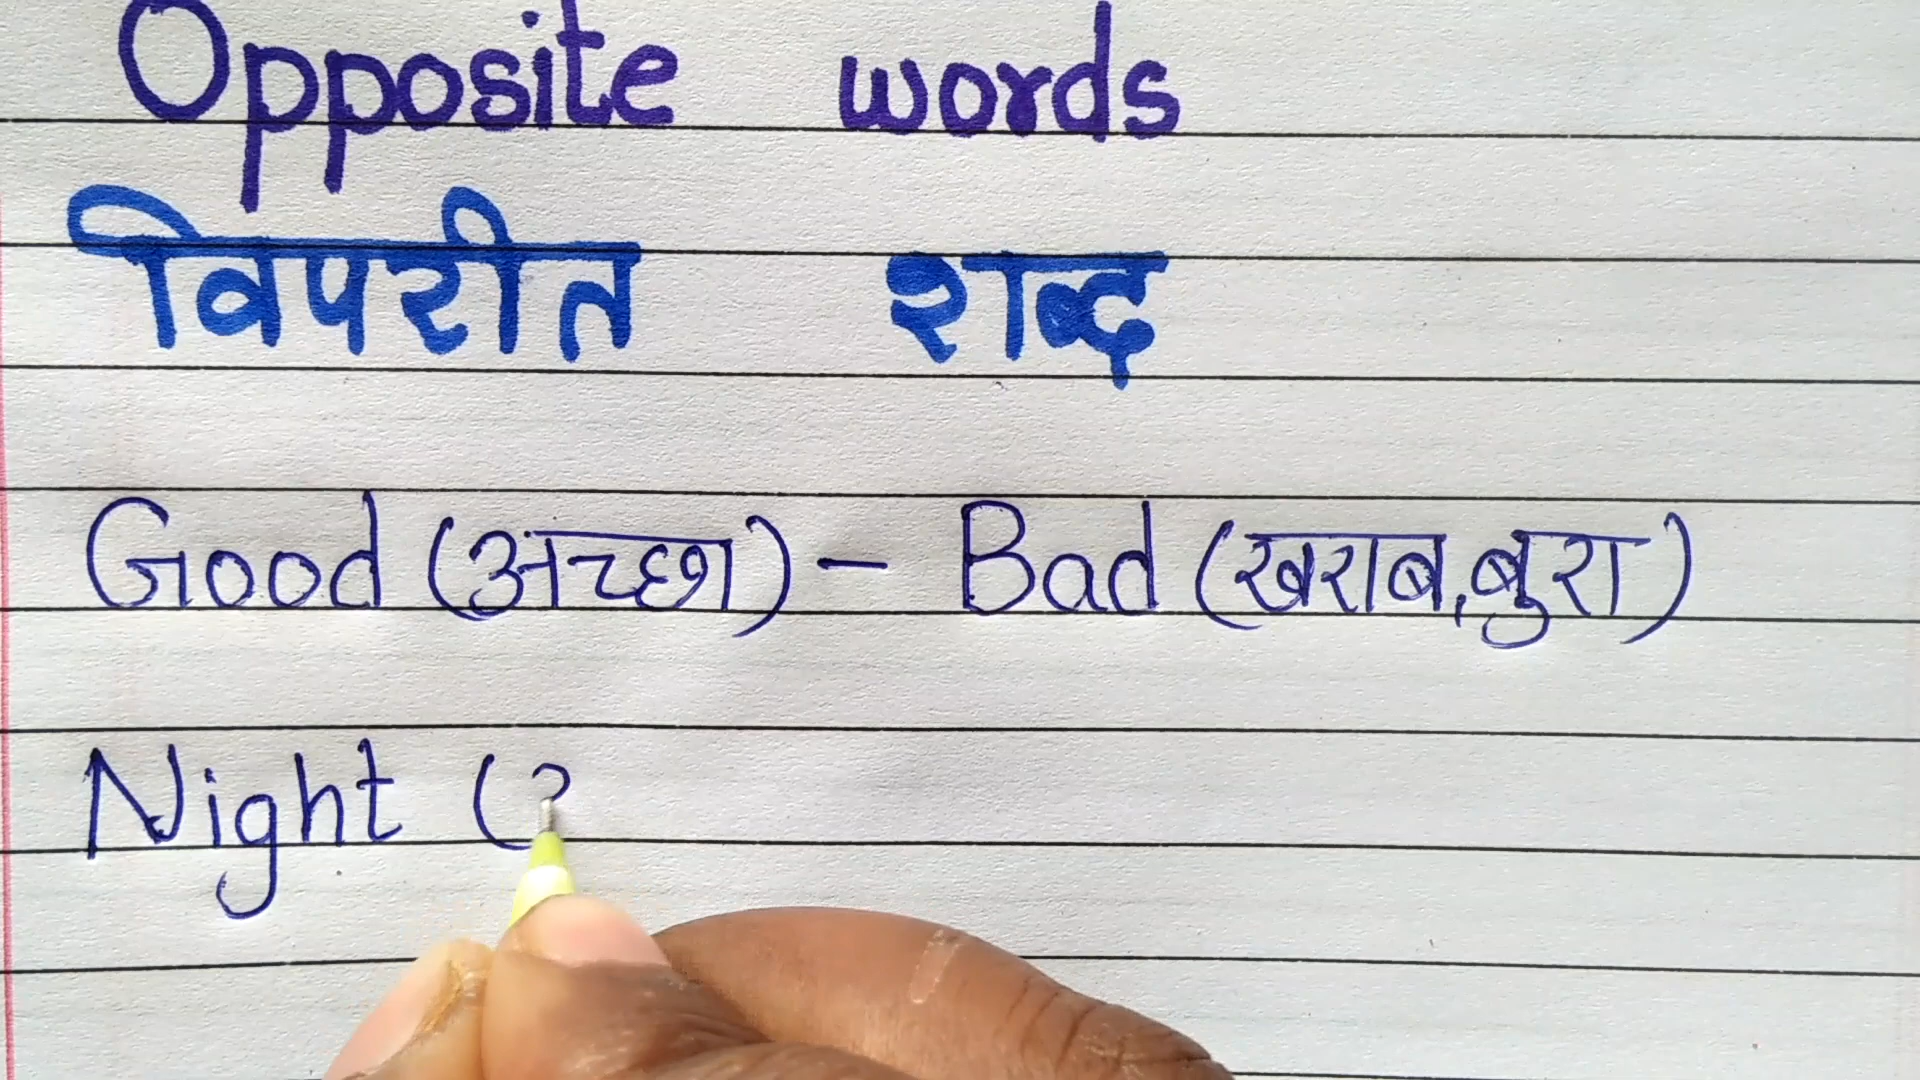 Opposite words
विपरीत शब्द
Good (अच्छा) - Bad (खराब, बुरा)
Night (